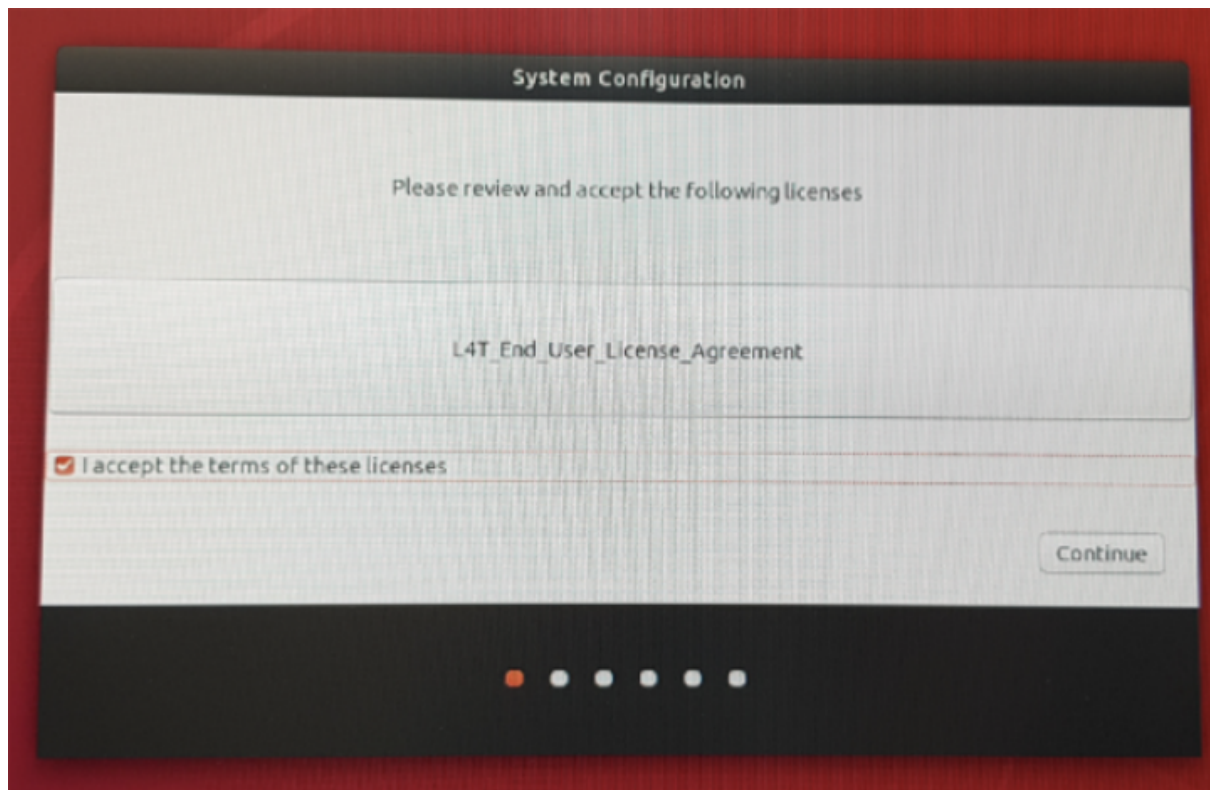 System Configuration
Please review and accept the following licenses
L4T_End_User_License_Agreement
I accept the terms of these licenses
Continue